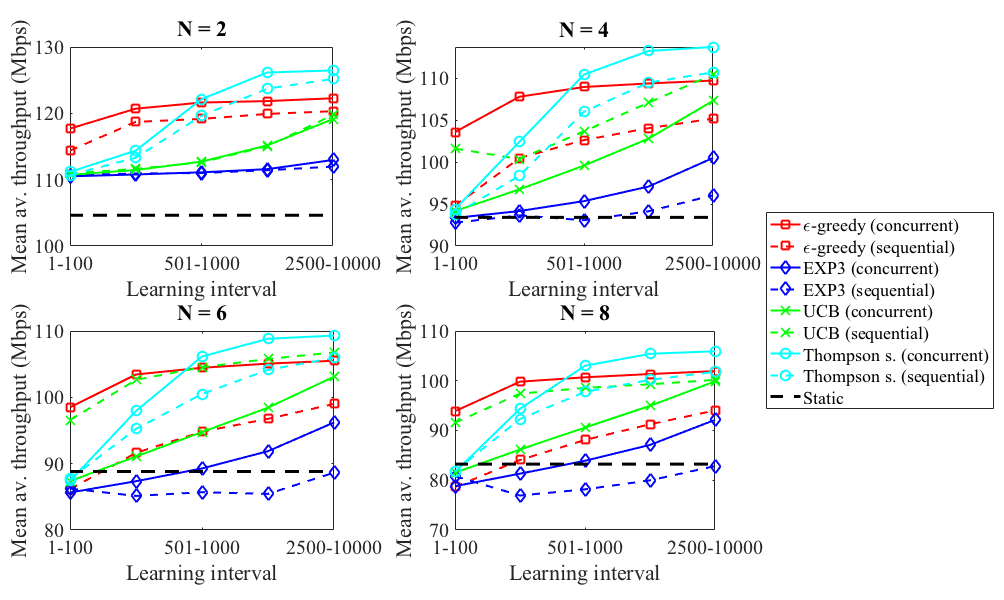 N = 2
Mean av. throughput (Mbps)
130
120
110
100
1-100
501-1000
2500-10000
Learning interval
N = 4
Mean av. throughput (Mbps)
110
105
100
95
90
1-100
501-1000
2500-10000
Learning interval
N = 6
Mean av. throughput (Mbps)
110
100
90
80
1-100
501-1000
2500-10000
Learning interval
N = 8
Mean av. throughput (Mbps)
110
100
90
80
70
1-100
501-1000
2500-10000
Learning interval
ϵ-greedy (concurrent)
ϵ-greedy (sequential)
EXP3 (concurrent)
EXP3 (sequential)
UCB (concurrent)
UCB (sequential)
Thompson s. (concurrent)
Thompson s. (sequential)
Static